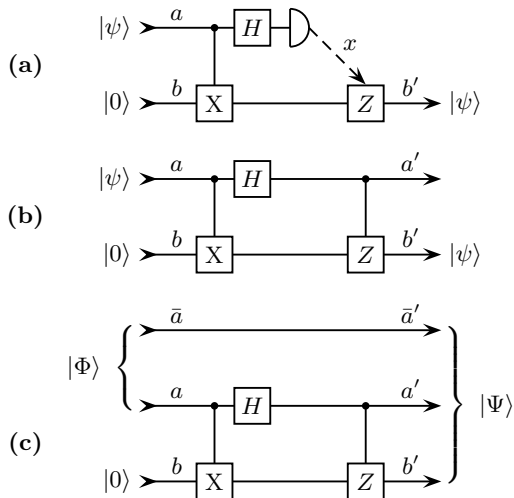 |ψ⟩ a H x
(a)
|0⟩ b X Z b′ |ψ⟩
|ψ⟩ a H a′
(b)
|0⟩ b X Z b′ |ψ⟩
ā ā′
|Φ⟩
a H a′ |Ψ⟩
(c)
|0⟩ b X Z b′